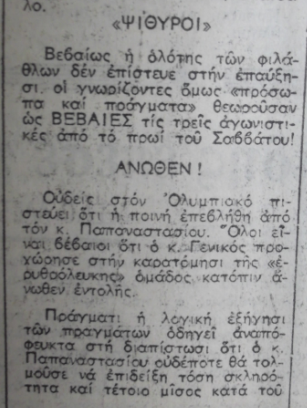 λο.
«ΨΙΘΥΡΟΙ»
Βεβαίως ἡ ὁλότης τῶν φιλά-
θλων δέν ἐπίστευε στήν ἐπαύξη-
σι, οἱ γνωρίζοντες ὅμως «πρόσω-
πα καί πράγματα» θεωροῦσαν
ὡς ΒΕΒΑΙΕΣ τίς τρεῖς ἀγωνιστι-
κές ἀπό τό πρωί τοῦ Σαββάτου!
ΑΝΩΘΕΝ !
Οὐδείς στόν Ὀλυμπιακό πι-
στεύει ὅτι ἡ ποινή ἐπεβλήθη ἀπό
τόν κ. Παπαναστασίου. Ὅλοι εἶ-
ναι βέβαιοι ὅτι ὁ κ. Γενικός προ-
χώρησε στήν καρατόμησι τῆς «ἐ-
ρυθρόλευκης» ὁμάδος κατόπιν ἄ-
νωθεν ἐντολῆς.
Πράγματι ἡ λογική ἐξήγησι
τῶν πραγμάτων ὁδηγεῖ ἀναπό-
φευκτα στή διαπίστωσι ὅτι ὁ κ.
Παπαναστασίου οὐδέποτε θά τολ-
μοῦσε νά ἐπιδείξη τόση σκληρό-
τητα καί τέτοιο μῖσος κατά τοῦ